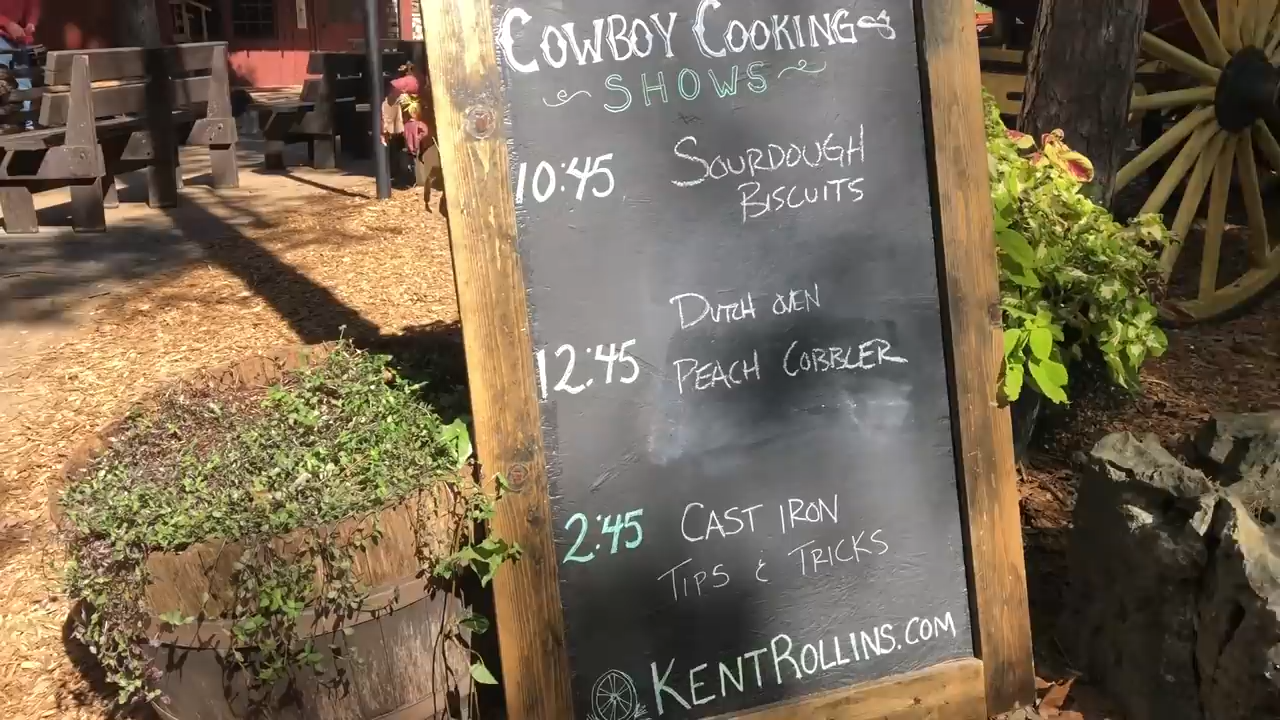 COWBOY COOKING
SHOWS
10:45 SOURDOUGH
BISCUITS
DUTCH OVEN
12:45 PEACH COBBLER
2:45 CAST IRON
TIPS & TRICKS
KENTROLLINS.COM